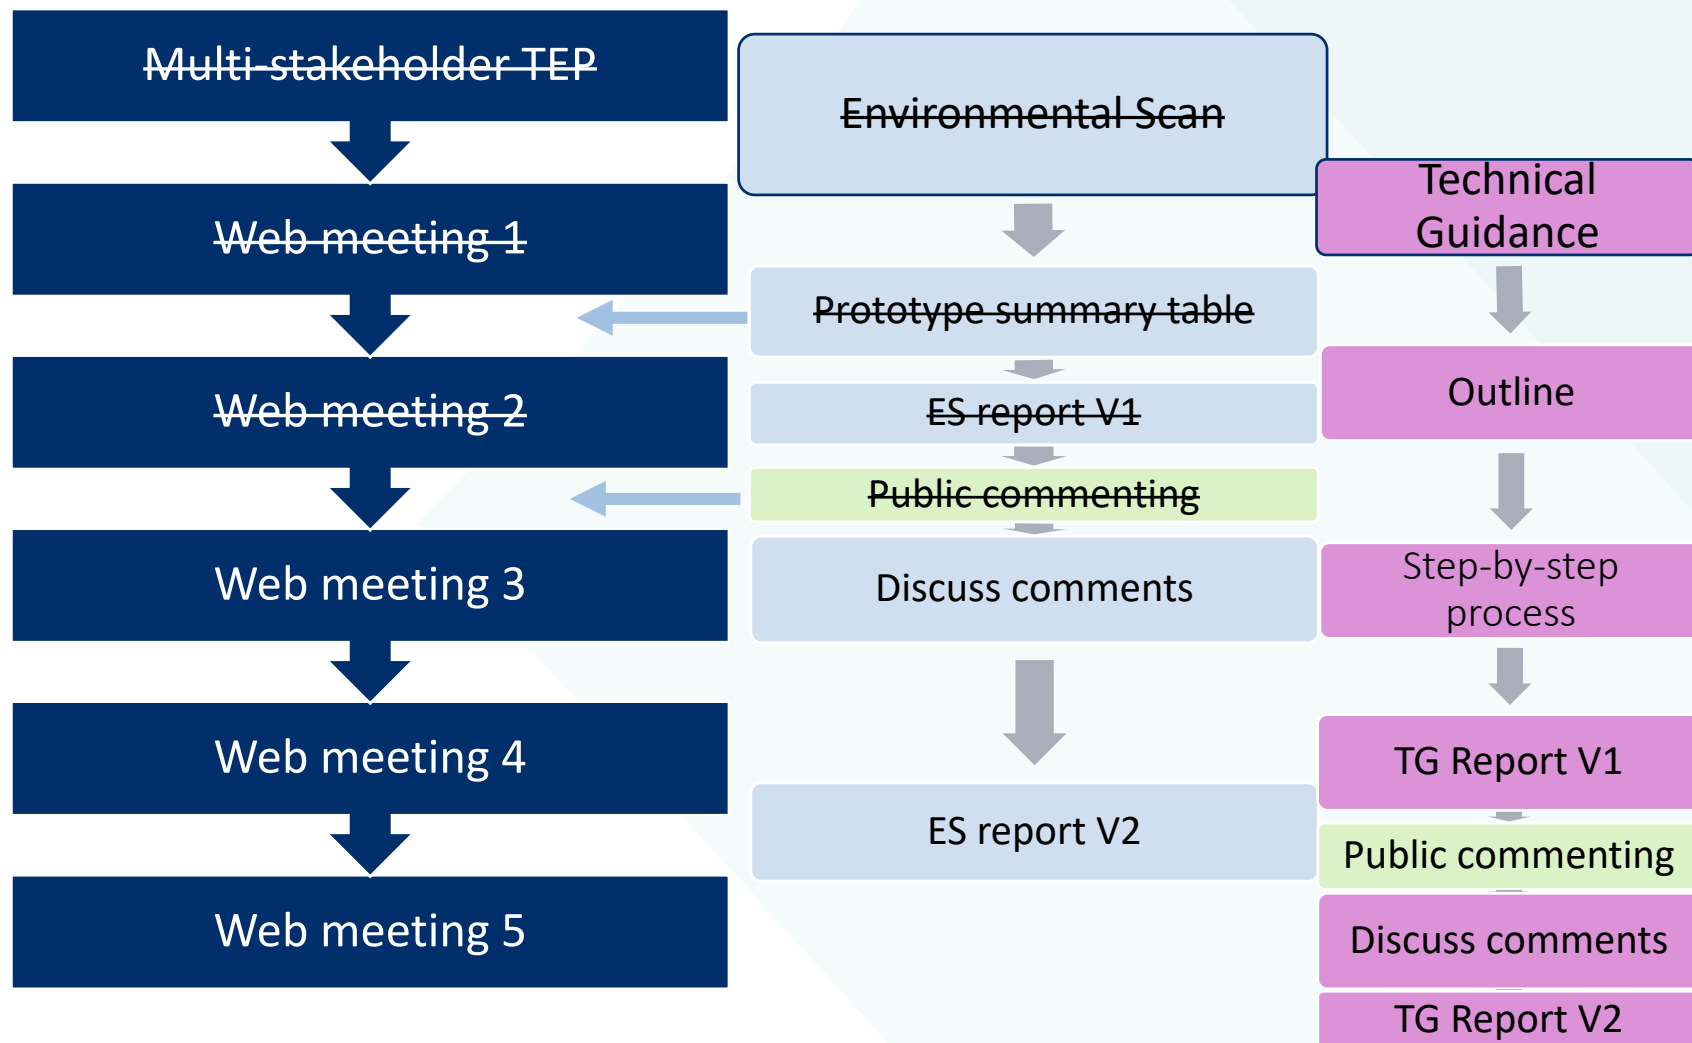 Multi-stakeholder TEP
Web meeting 1
Web meeting 2
Web meeting 3
Web meeting 4
Web meeting 5
Environmental Scan
Prototype summary table
ES report V1
Public commenting
Discuss comments
ES report V2
Technical
Guidance
Outline
Step-by-step
process
TG Report V1
Public commenting
Discuss comments
TG Report V2